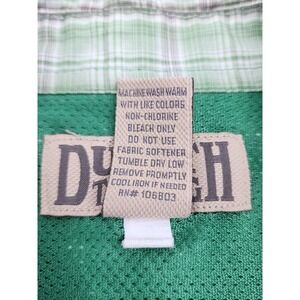 MACHINE WASH WARM
WITH LIKE COLORS
NON-CHLORINE
BLEACH ONLY
DO NOT USE
FABRIC SOFTENER
TUMBLE DRY LOW
REMOVE PROMPTLY
COOL IRON IF NEEDED
RN# 106803